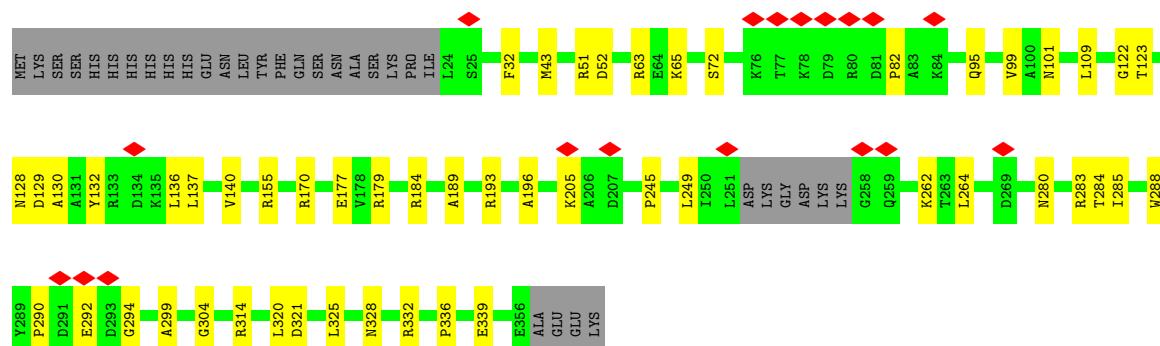 MET LYS SER SER HIS HIS HIS HIS HIS HIS GLU ASN LEU TYR PHE GLN SER ASN ALA SER LYS PRO ILE L24 S25 F32 M43 R51 D52 R63 E64 K65 S72 K76 T77 K78 D79 R80 D81 P82 A83 K84 Q95 V99 A100 N101 L109 G122 T123
N128 D129 A130 A131 Y132 R133 D134 K135 L136 L137 V140 R155 R170 E177 V178 R179 R184 A189 R193 A196 K205 A206 D207 P245 L249 I250 L251 ASP LYS GLY ASP LYS LYS G258 Q259 K262 T263 L264 D269 N280 R283 T284 I285 W288
Y289 P290 D291 E292 D293 G294 A299 G304 R314 L320 D321 L325 N328 R332 P336 E339 E356 ALA GLU GLU LYS